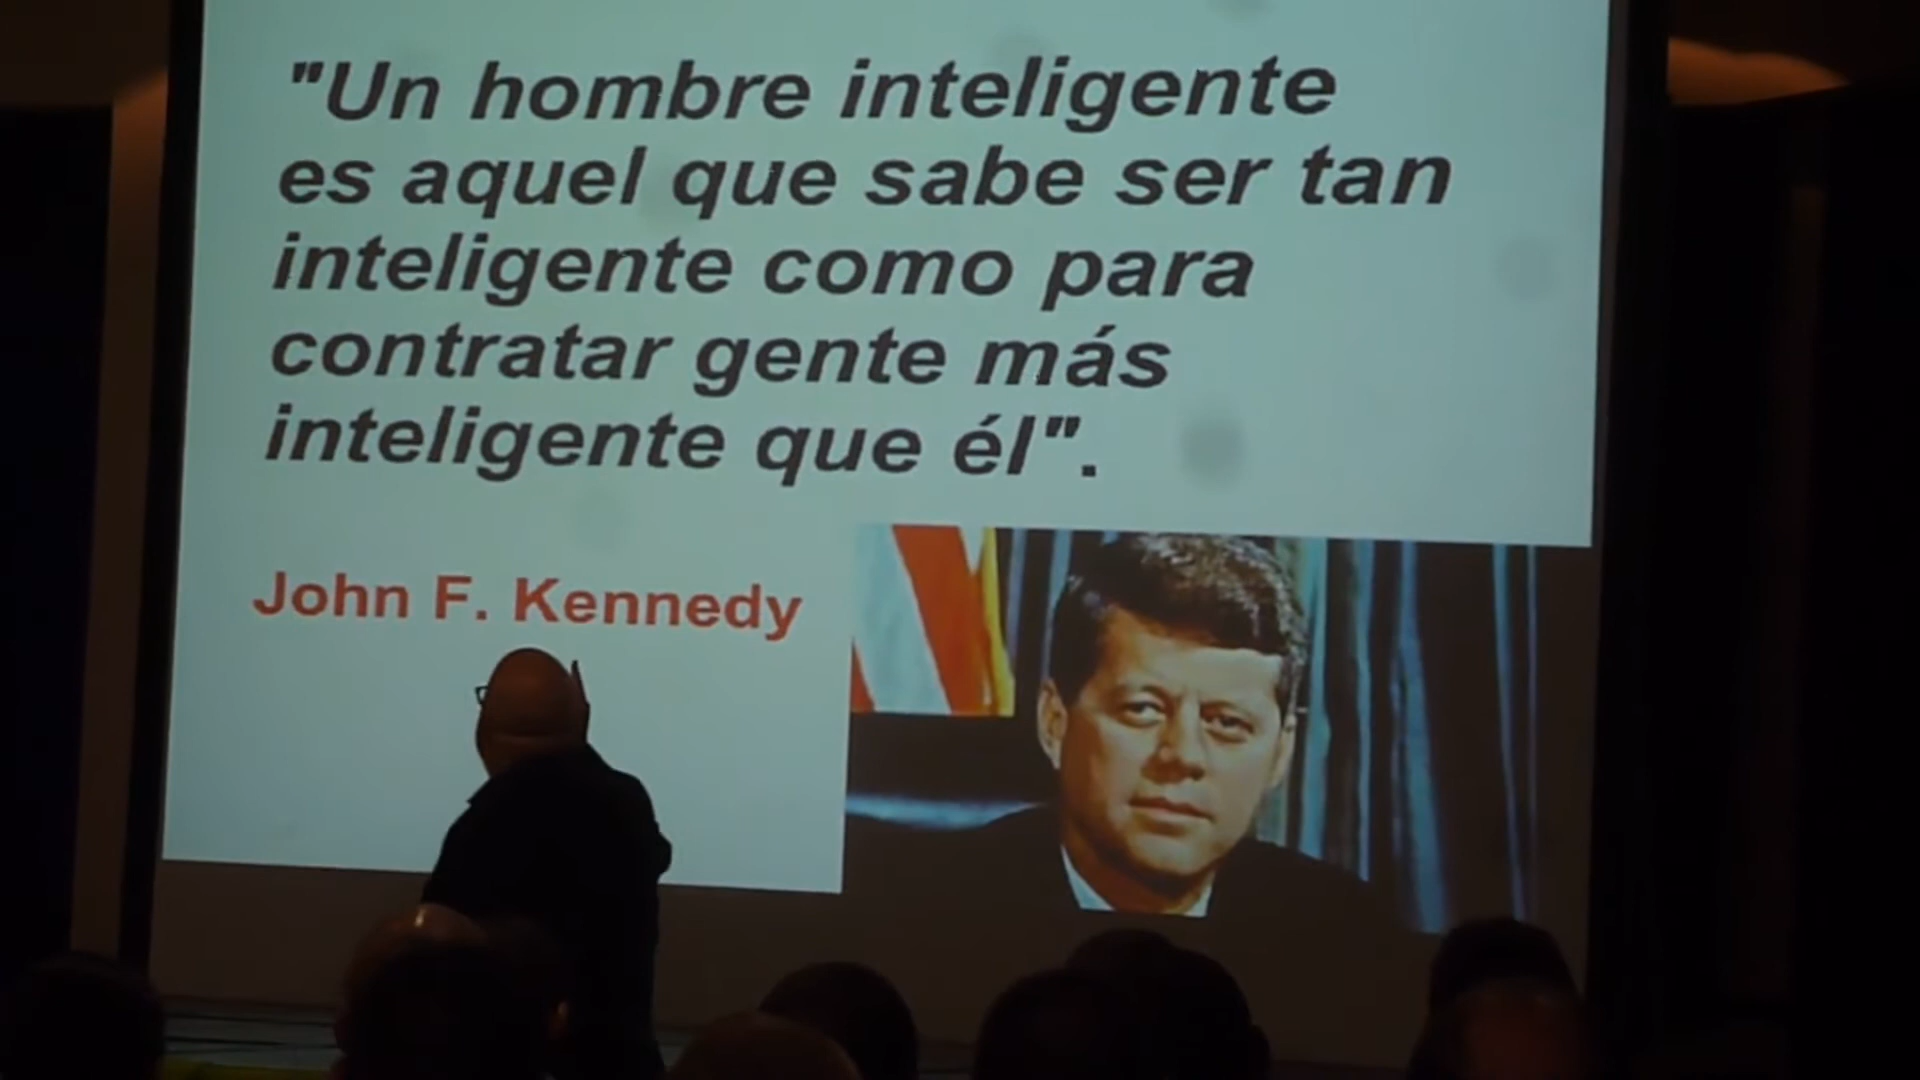 "Un hombre inteligente
es aquel que sabe ser tan
inteligente como para
contratar gente más
inteligente que él".
John F. Kennedy